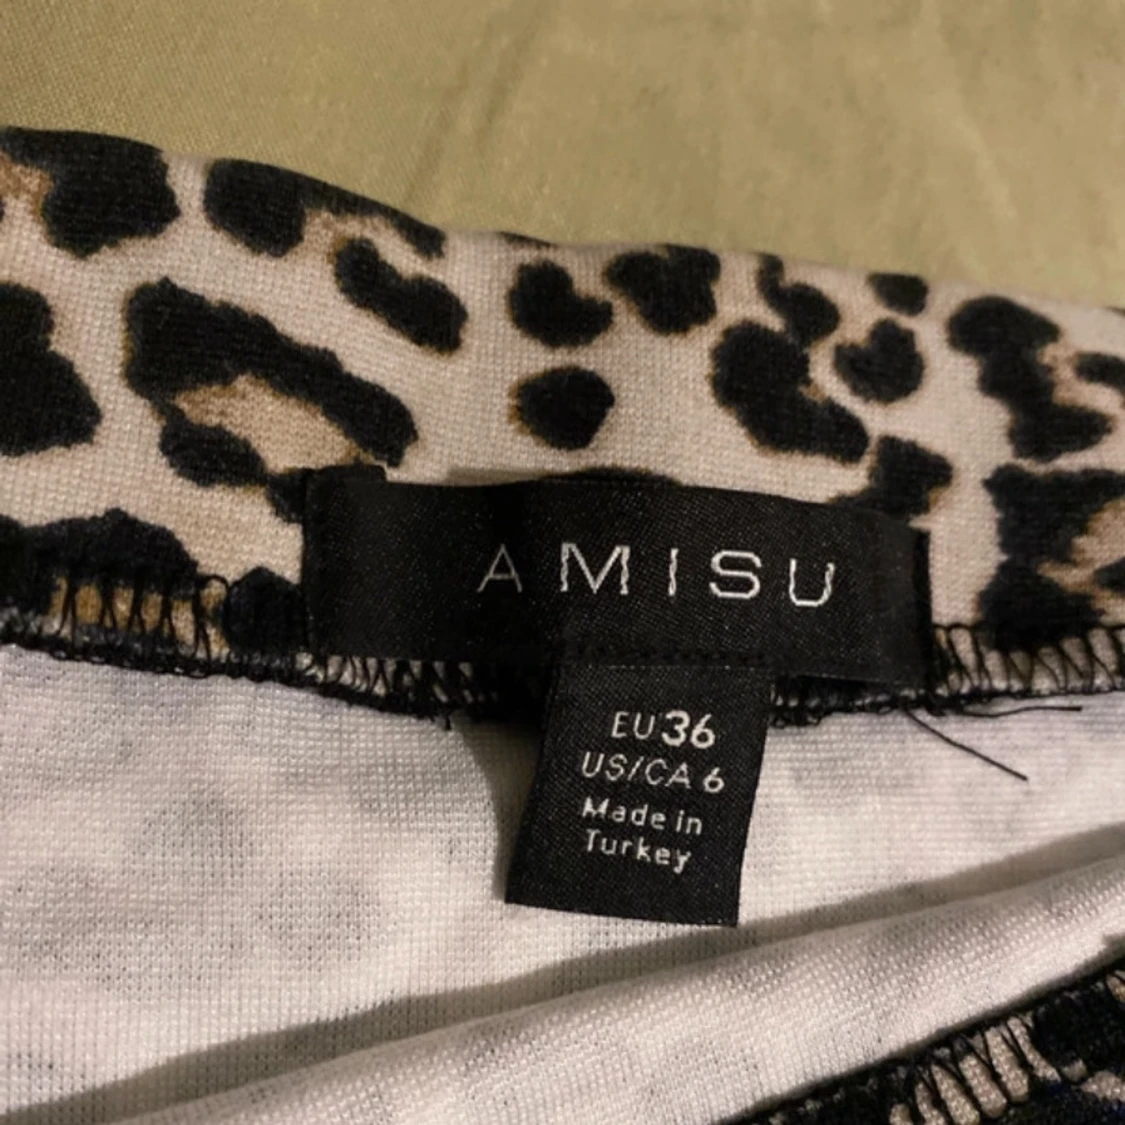 AMISU
EU 36
US/CA 6
Made in
Turkey